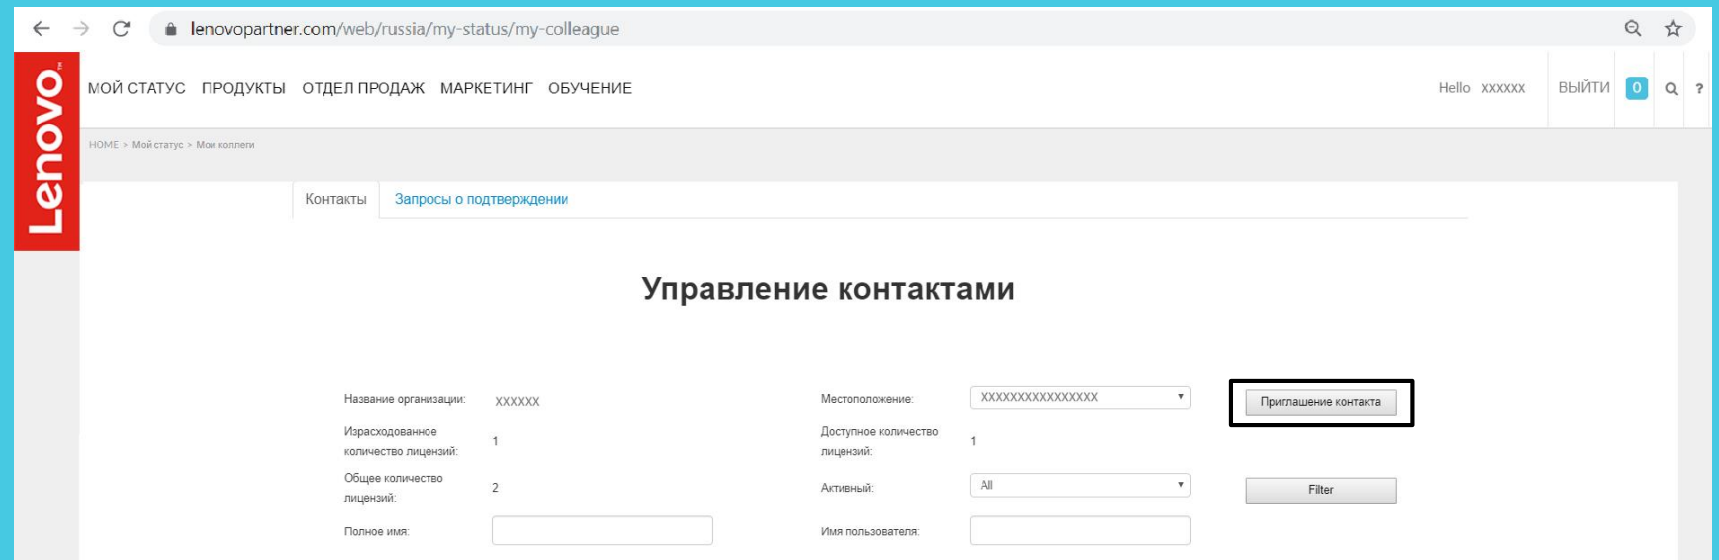 lenovopartner.com/web/russia/my-status/my-colleague
Lenovo™
МОЙ СТАТУС ПРОДУКТЫ ОТДЕЛ ПРОДАЖ МАРКЕТИНГ ОБУЧЕНИЕ
Hello xxxxxx ВЫЙТИ 0 ?
HOME > Мой статус > Мои коллеги
Контакты Запросы о подтверждении
Управление контактами
Название организации: XXXXXX Местоположение: XXXXXXXXXXXXXXXX Приглашение контакта
Израсходованное
количество лицензий: 1
Доступное количество
лицензий: 1
Общее количество
лицензий: 2
Активный: All Filter
Полное имя: Имя пользователя: